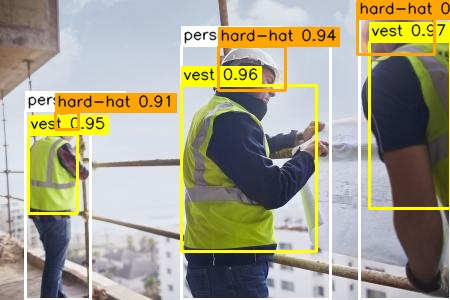 hard-hat 0
vest 0.97
pers hard-hat 0.94
vest 0.96
pers hard-hat 0.91
vest 0.95